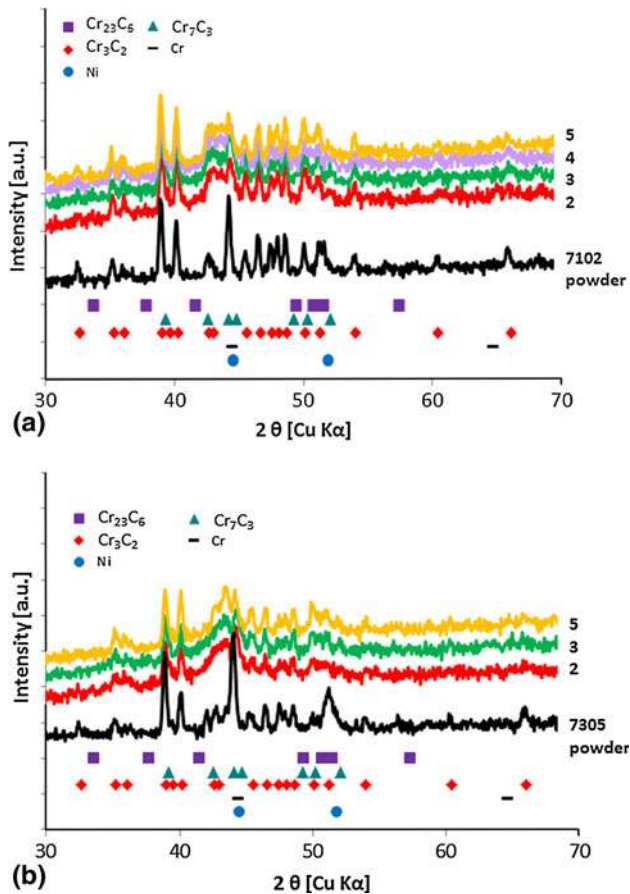 Cr₂₃C₆ Cr₇C₃
Cr₃C₂ Cr
Ni
Intensity [a.u.]
5
4
3
2
7102
powder
30 40 50 60 70
2 θ [Cu Kα]
(a)
Cr₂₃C₆ Cr₇C₃
Cr₃C₂ Cr
Ni
Intensity [a.u.]
5
3
2
7305
powder
30 40 50 60 70
2 θ [Cu Kα]
(b)